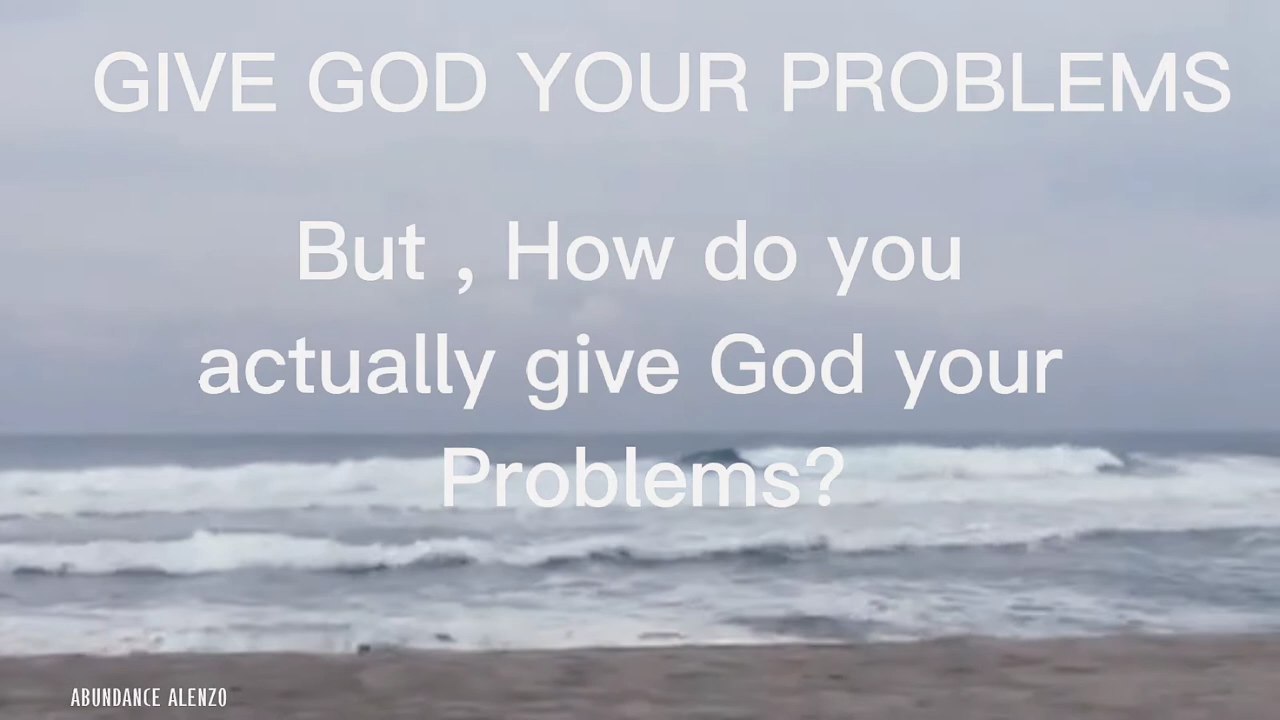 GIVE GOD YOUR PROBLEMS
But , How do you
actually give God your
Problems?
ABUNDANCE ALENZO